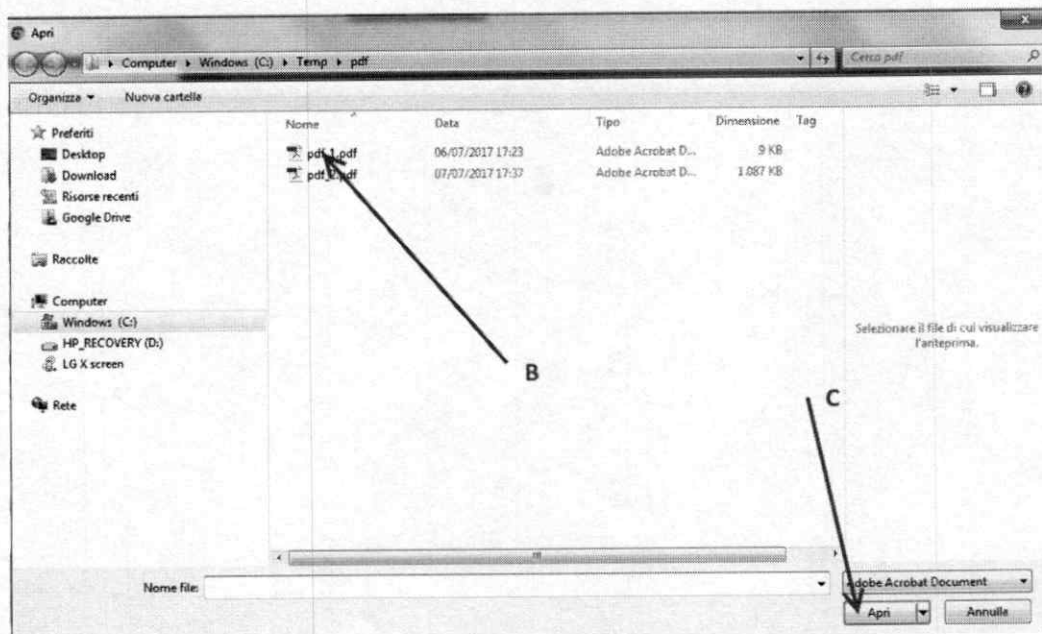 Apri
Computer ▸ Windows (C:) ▸ Temp ▸ pdf
Cerca pdf
Organizza
Nuova cartella
Nome
Data
Tipo
Dimensione
Tag
Preferiti
Desktop
Download
Risorse recenti
Google Drive
Raccolte
Computer
Windows (C:)
HP_RECOVERY (D:)
LG X screen
Rete
pdf_1.pdf 06/07/2017 17:23 Adobe Acrobat D... 9 KB
pdf_2.pdf 07/07/2017 17:37 Adobe Acrobat D... 1.087 KB
Selezionare il file di cui visualizzare
l'anteprima.
B
C
Nome file:
Adobe Acrobat Document
Apri
Annulla